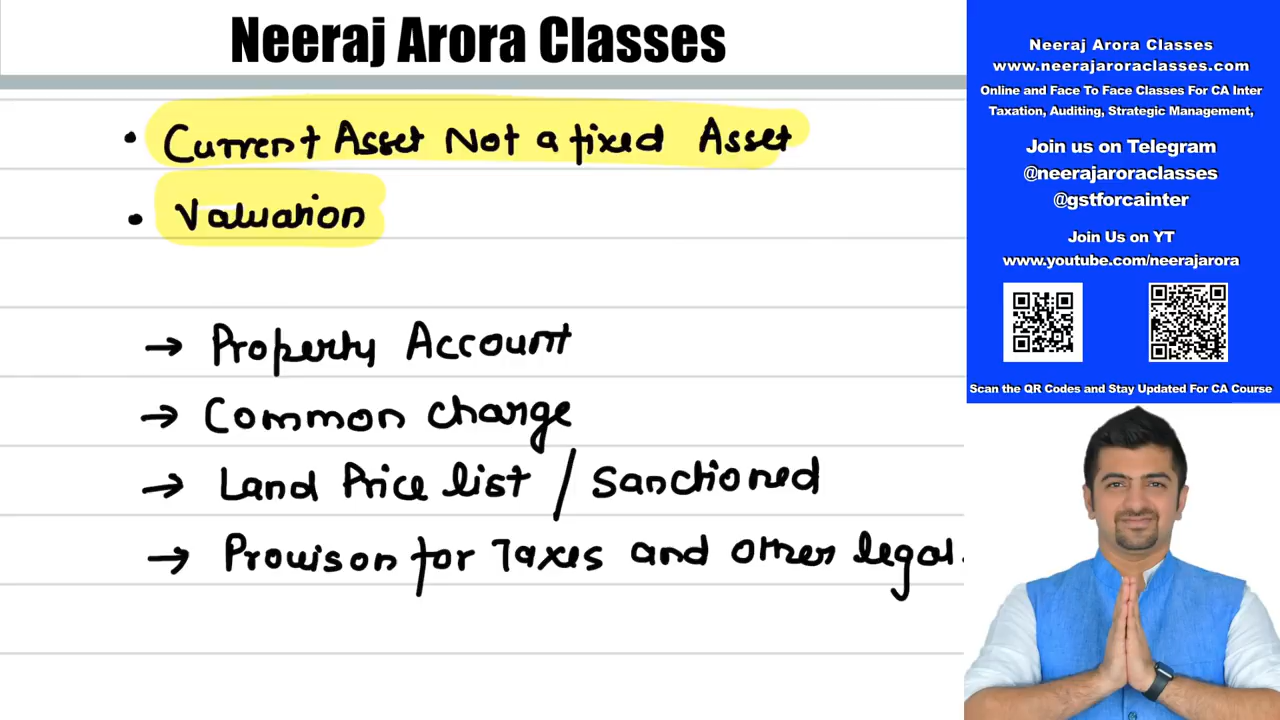 Neeraj Arora Classes
• Current Asset Not a fixed Asset
• Valuation
→ Property Account
→ Common charge
→ Land Price list / Sanctioned
→ Provison for Taxes and other legal.
Neeraj Arora Classes
www.neerajaroraclasses.com
Online and Face To Face Classes For CA Inter
Taxation, Auditing, Strategic Management,
Join us on Telegram
@neerajaroraclasses
@gstforcainter
Join Us on YT
www.youtube.com/neerajarora
Scan the QR Codes and Stay Updated For CA Course